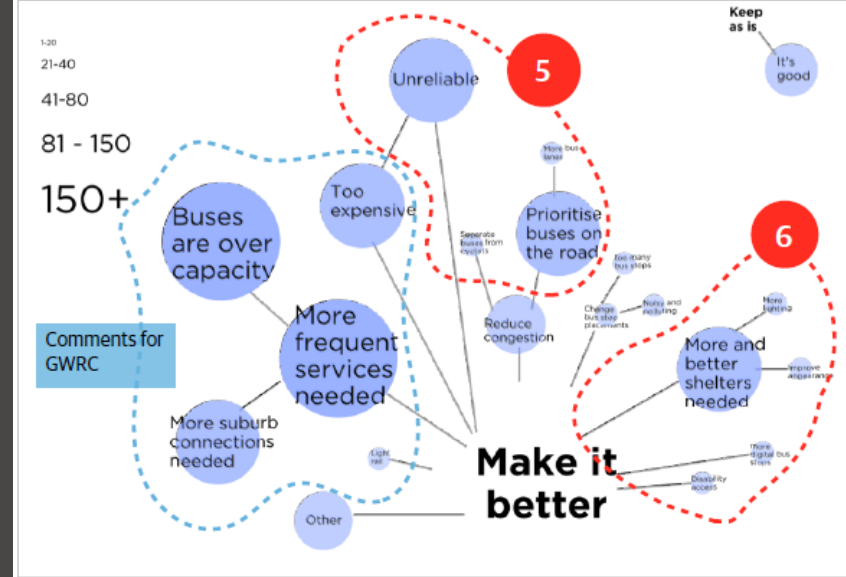 1-20
21-40
41-80
81 - 150
150+
Keep
as is
It's
good
Unreliable
5
More bus
lanes
Too
expensive
Buses
are over
capacity
Prioritise
buses on
the road
Seperate
buses from
cyclists
6
Too many
bus stops
More
frequent
services
needed
Comments for
GWRC
Reduce
congestion
Change
bus stop
placements
Noisy and
polluting
More
lighting
More and
better
shelters
needed
Improve
appearance
More suburb
connections
needed
Light
rail
Make it
better
more
digital bus
stops
Disability
access
Other